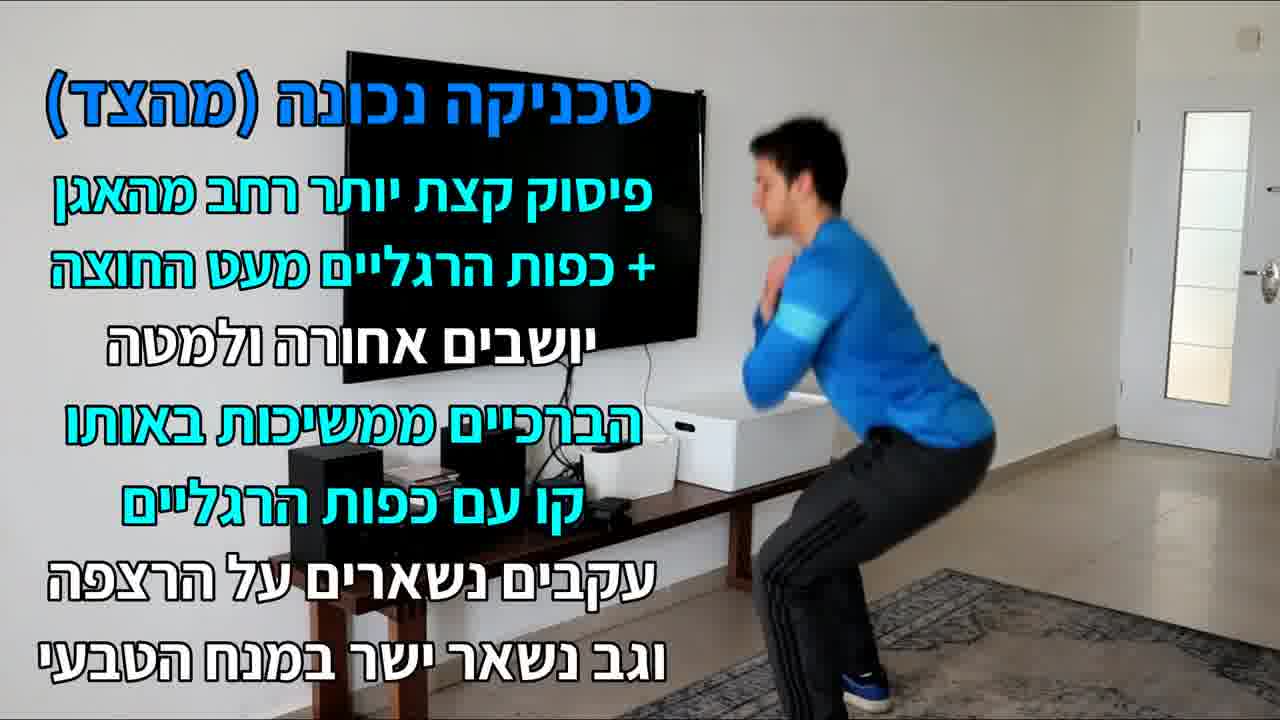 טכניקה נכונה (מהצד)
פיסוק קצת יותר רחב מהאגן
+ כפות הרגליים מעט החוצה
יושבים אחורה ולמטה
הברכיים ממשיכות באותו
קו עם כפות הרגליים
עקבים נשארים על הרצפה
וגב נשאר ישר במנח הטבעי